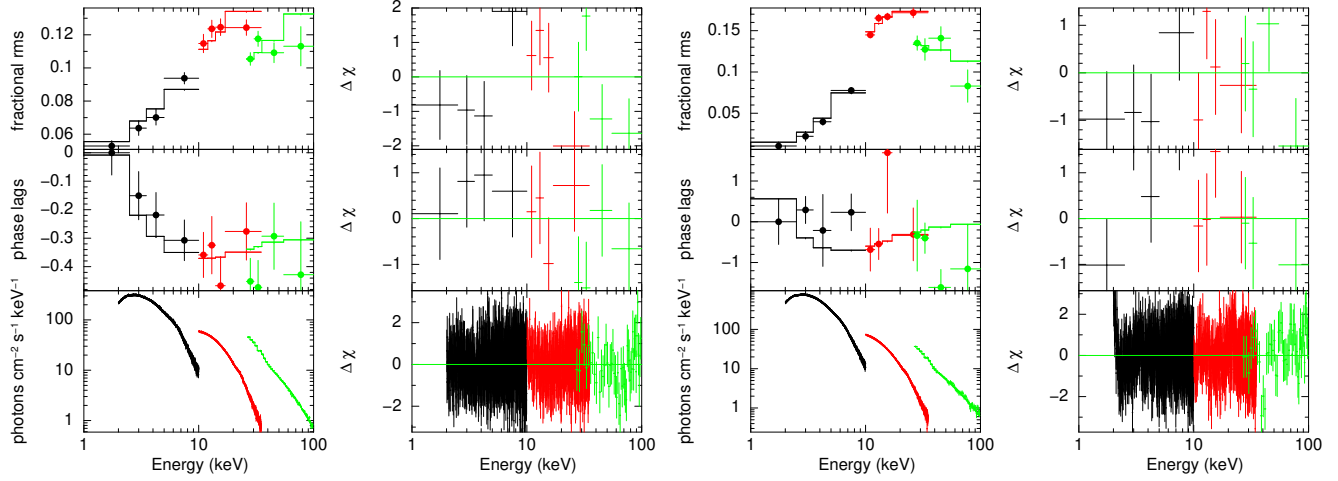 fractional rms
0.12
0.10
0.08
0.06
phase lags
0
−0.1
−0.2
−0.3
−0.4
photons cm⁻² s⁻¹ keV⁻¹
100
10
1
1 10 100
Energy (keV)
Δ χ
2
1
0
−1
−2
Δ χ
1
0
−1
Δ χ
2
0
−2
1 10 100
Energy (keV)
fractional rms
0.15
0.10
0.05
phase lags
1
0
−1
photons cm⁻² s⁻¹ keV⁻¹
100
10
1
1 10 100
Energy (keV)
Δ χ
1
0
−1
Δ χ
1
0
−1
Δ χ
2
0
−2
1 10 100
Energy (keV)